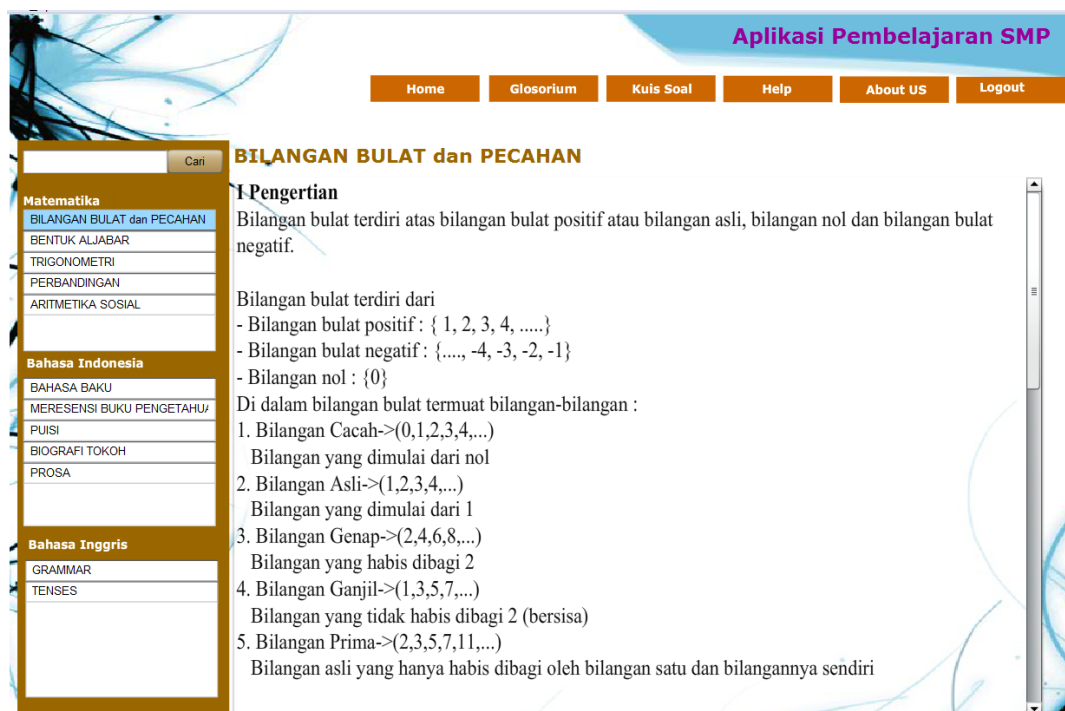 Aplikasi Pembelajaran SMP
Home
Glosorium
Kuis Soal
Help
About US
Logout
Cari
Matematika
BILANGAN BULAT dan PECAHAN
BENTUK ALJABAR
TRIGONOMETRI
PERBANDINGAN
ARITMETIKA SOSIAL
Bahasa Indonesia
BAHASA BAKU
MERESENSI BUKU PENGETAHUA
PUISI
BIOGRAFI TOKOH
PROSA
Bahasa Inggris
GRAMMAR
TENSES
BILANGAN BULAT dan PECAHAN
I Pengertian
Bilangan bulat terdiri atas bilangan bulat positif atau bilangan asli, bilangan nol dan bilangan bulat
negatif.
Bilangan bulat terdiri dari
- Bilangan bulat positif : { 1, 2, 3, 4, .....}
- Bilangan bulat negatif : {...., -4, -3, -2, -1}
- Bilangan nol : {0}
Di dalam bilangan bulat termuat bilangan-bilangan :
1. Bilangan Cacah->(0,1,2,3,4,...)
Bilangan yang dimulai dari nol
2. Bilangan Asli->(1,2,3,4,...)
Bilangan yang dimulai dari 1
3. Bilangan Genap->(2,4,6,8,...)
Bilangan yang habis dibagi 2
4. Bilangan Ganjil->(1,3,5,7,...)
Bilangan yang tidak habis dibagi 2 (bersisa)
5. Bilangan Prima->(2,3,5,7,11,...)
Bilangan asli yang hanya habis dibagi oleh bilangan satu dan bilangannya sendiri